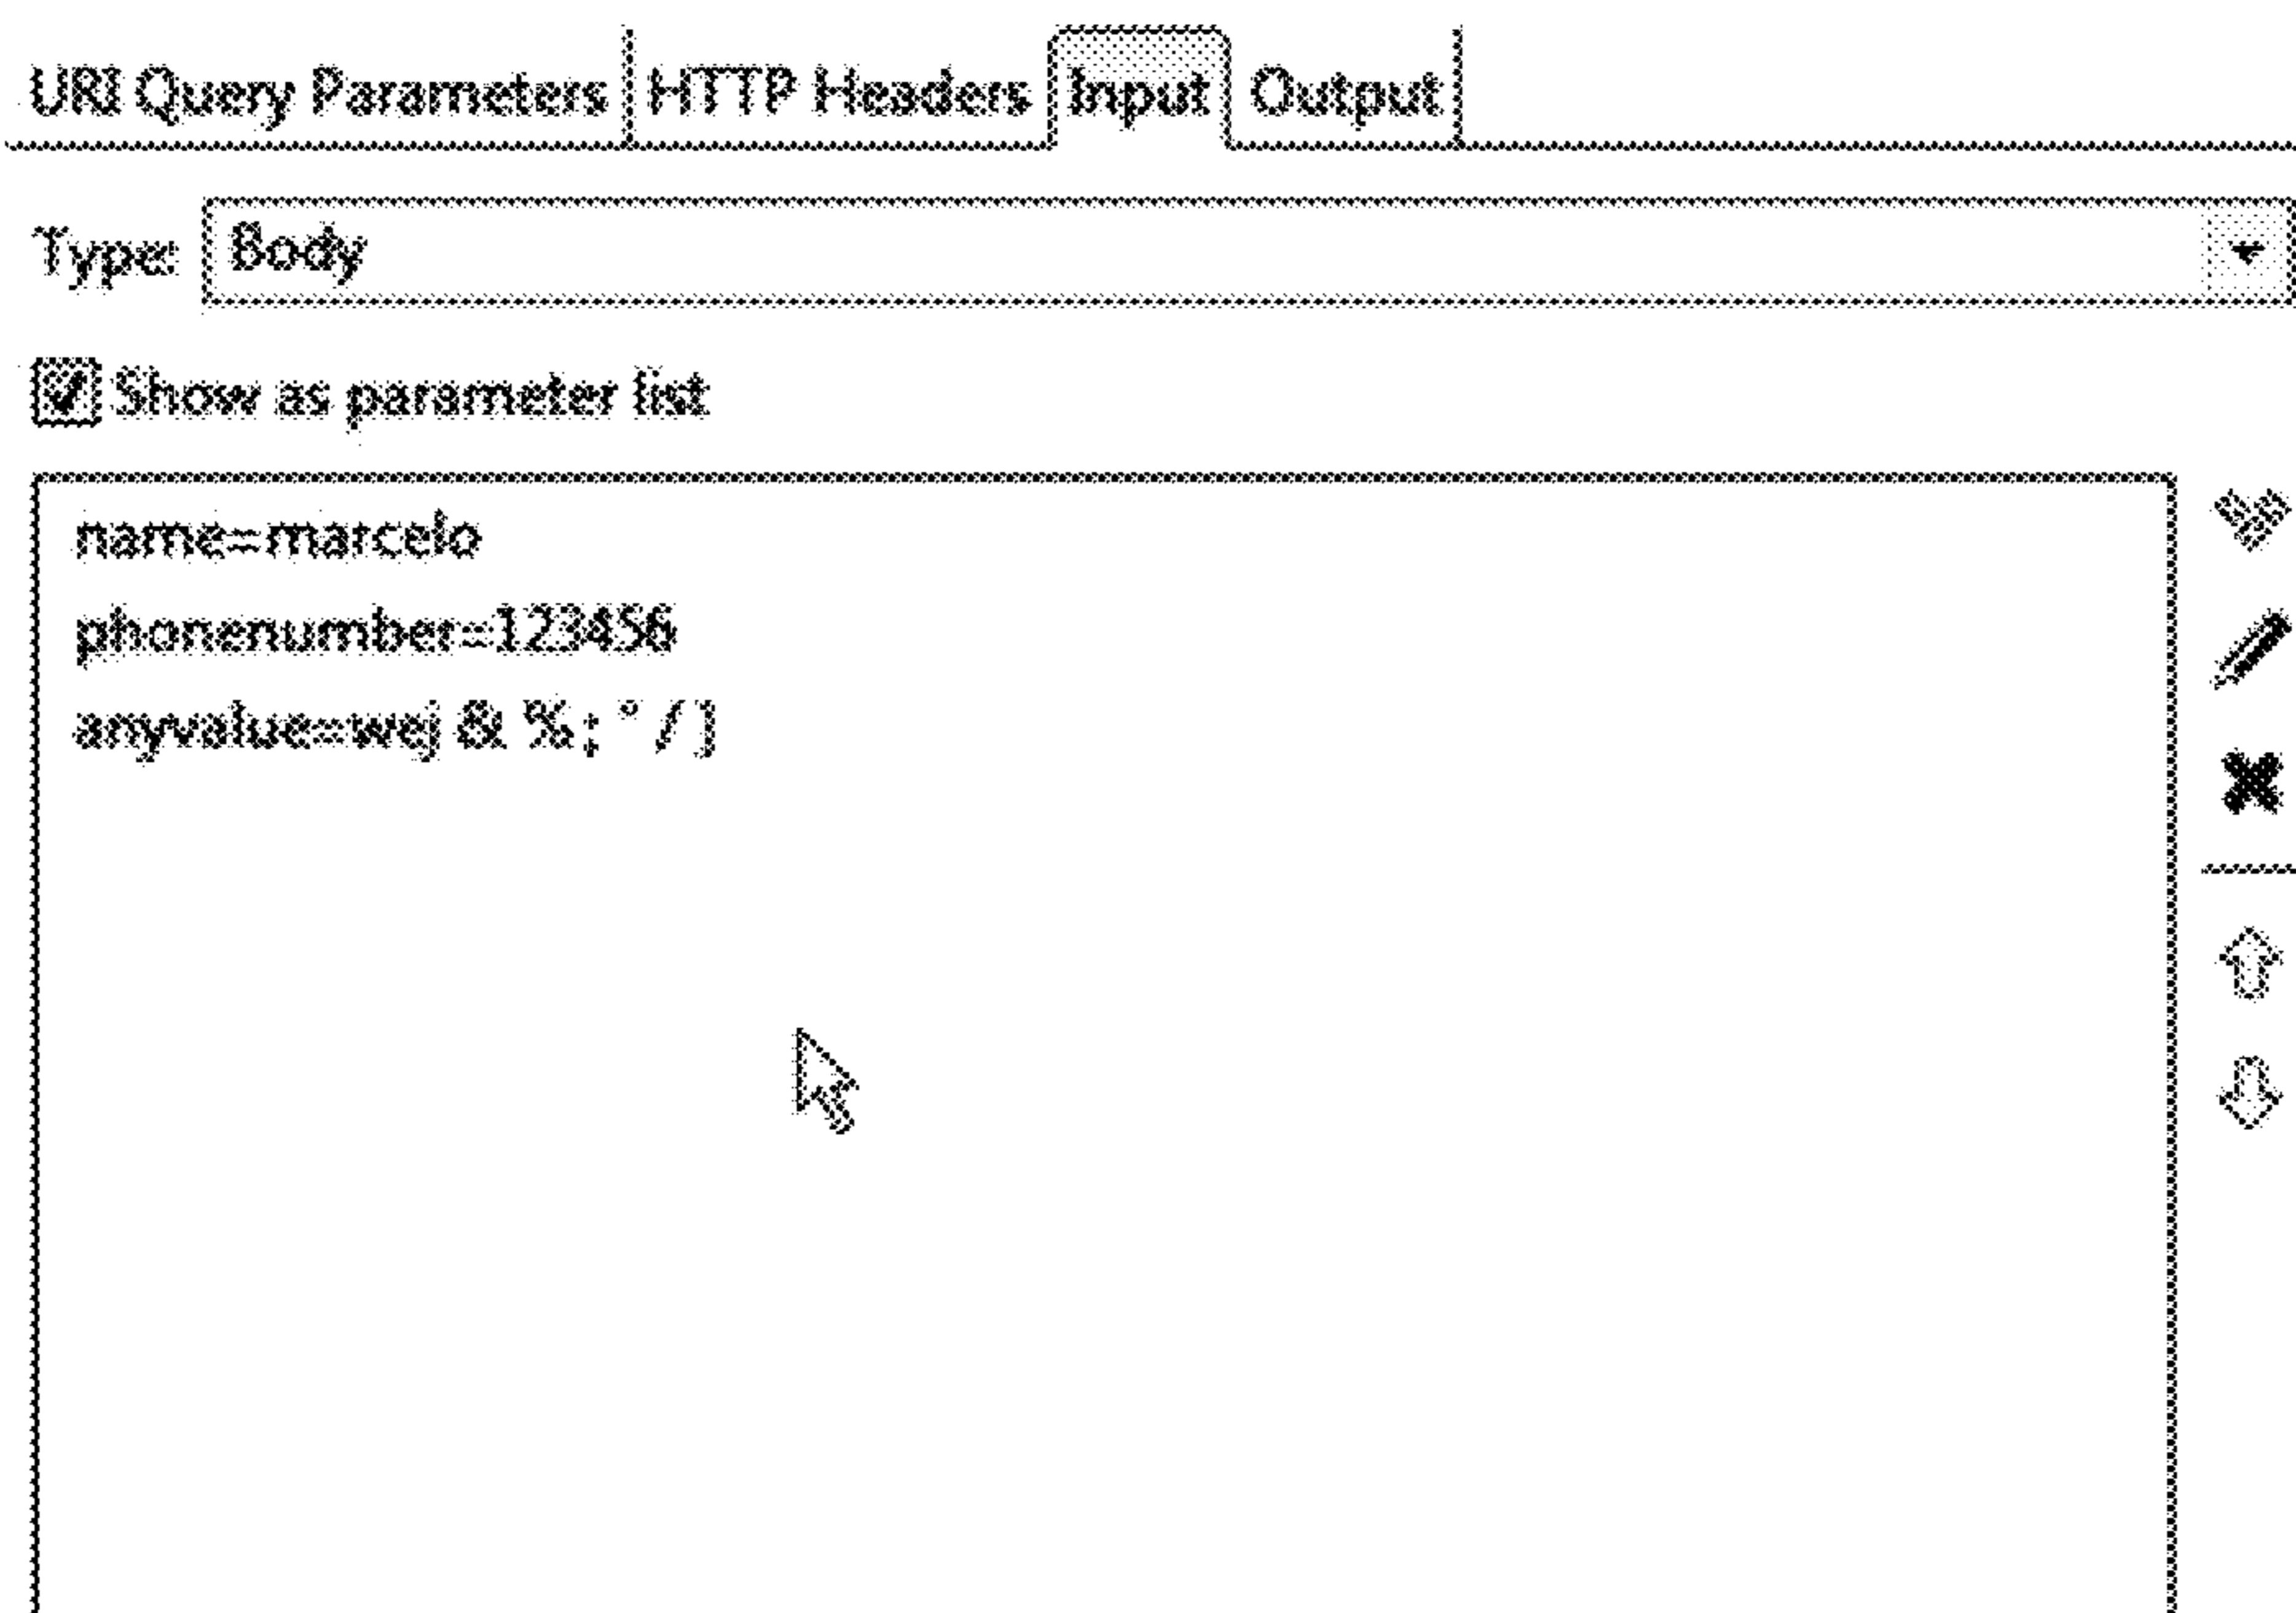 URI Query Parameters HTTP Headers Input Output
Type: Body
Show as parameter list
name=marcelo
phonenumber=123456
anyvalue=wej & % ; ° / ]